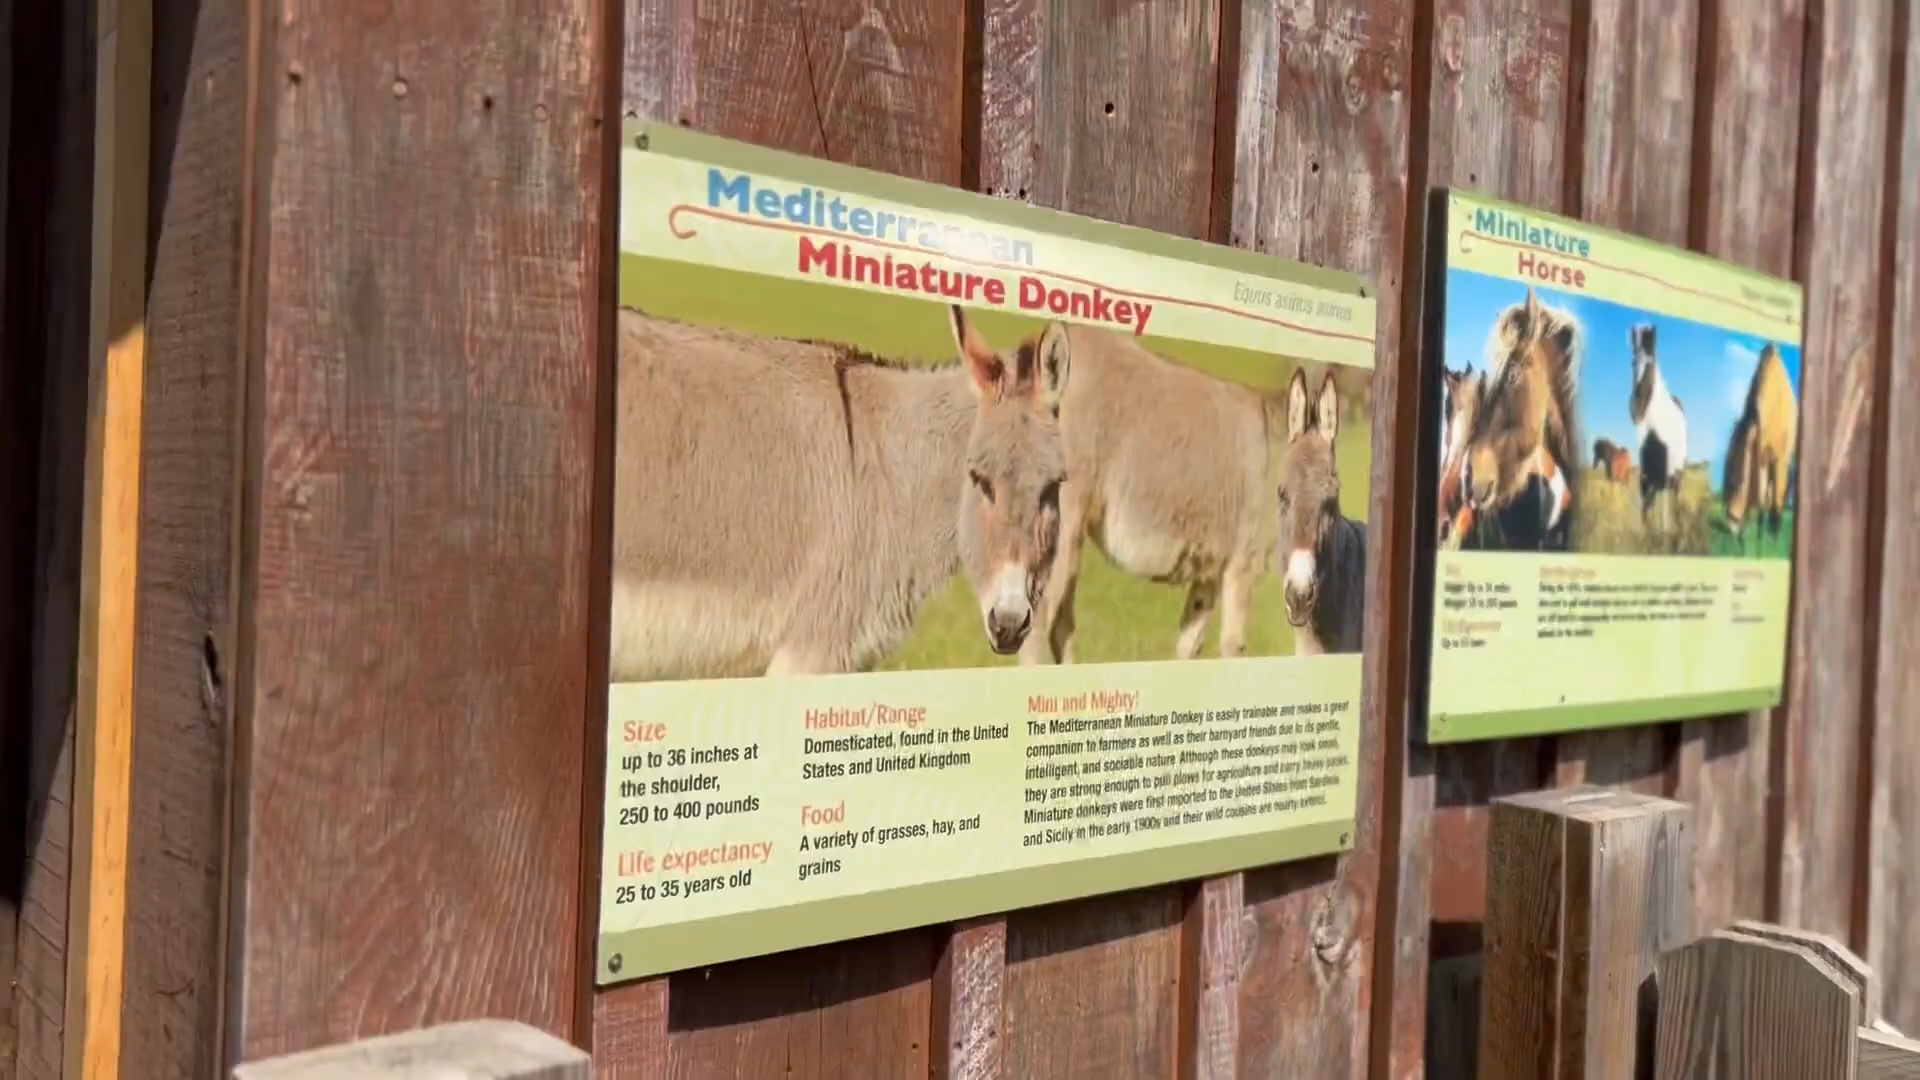 Mediterranean
Miniature Donkey
Equus asinus asinus
Size
up to 36 inches at
the shoulder,
250 to 400 pounds
Life expectancy
25 to 35 years old
Habitat/Range
Domesticated, found in the United
States and United Kingdom
Food
A variety of grasses, hay, and
grains
Mini and Mighty!
The Mediterranean Miniature Donkey is easily trainable and makes a great
companion to farmers as well as their barnyard friends due to its gentle,
intelligent, and sociable nature. Although these donkeys may look small,
they are strong enough to pull plows for agriculture and carry heavy packs.
Miniature donkeys were first imported to the United States from Sardinia
and Sicily in the early 1900s and their wild cousins are nearly extinct.
Miniature
Horse